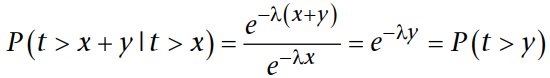 P(t > x + y | t > x) = e^{−λ(x+y)} / e^{−λx} = e^{−λy} = P(t > y)